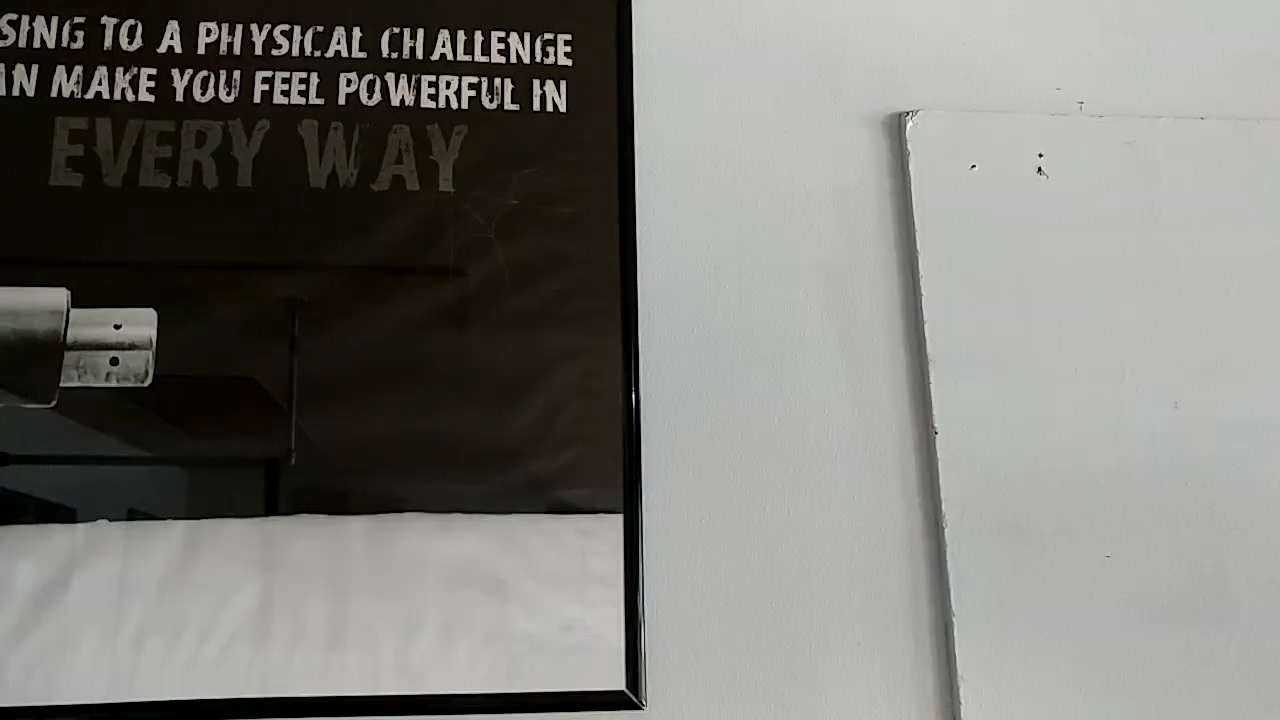 SING TO A PHYSICAL CHALLENGE
AN MAKE YOU FEEL POWERFUL IN
EVERY WAY